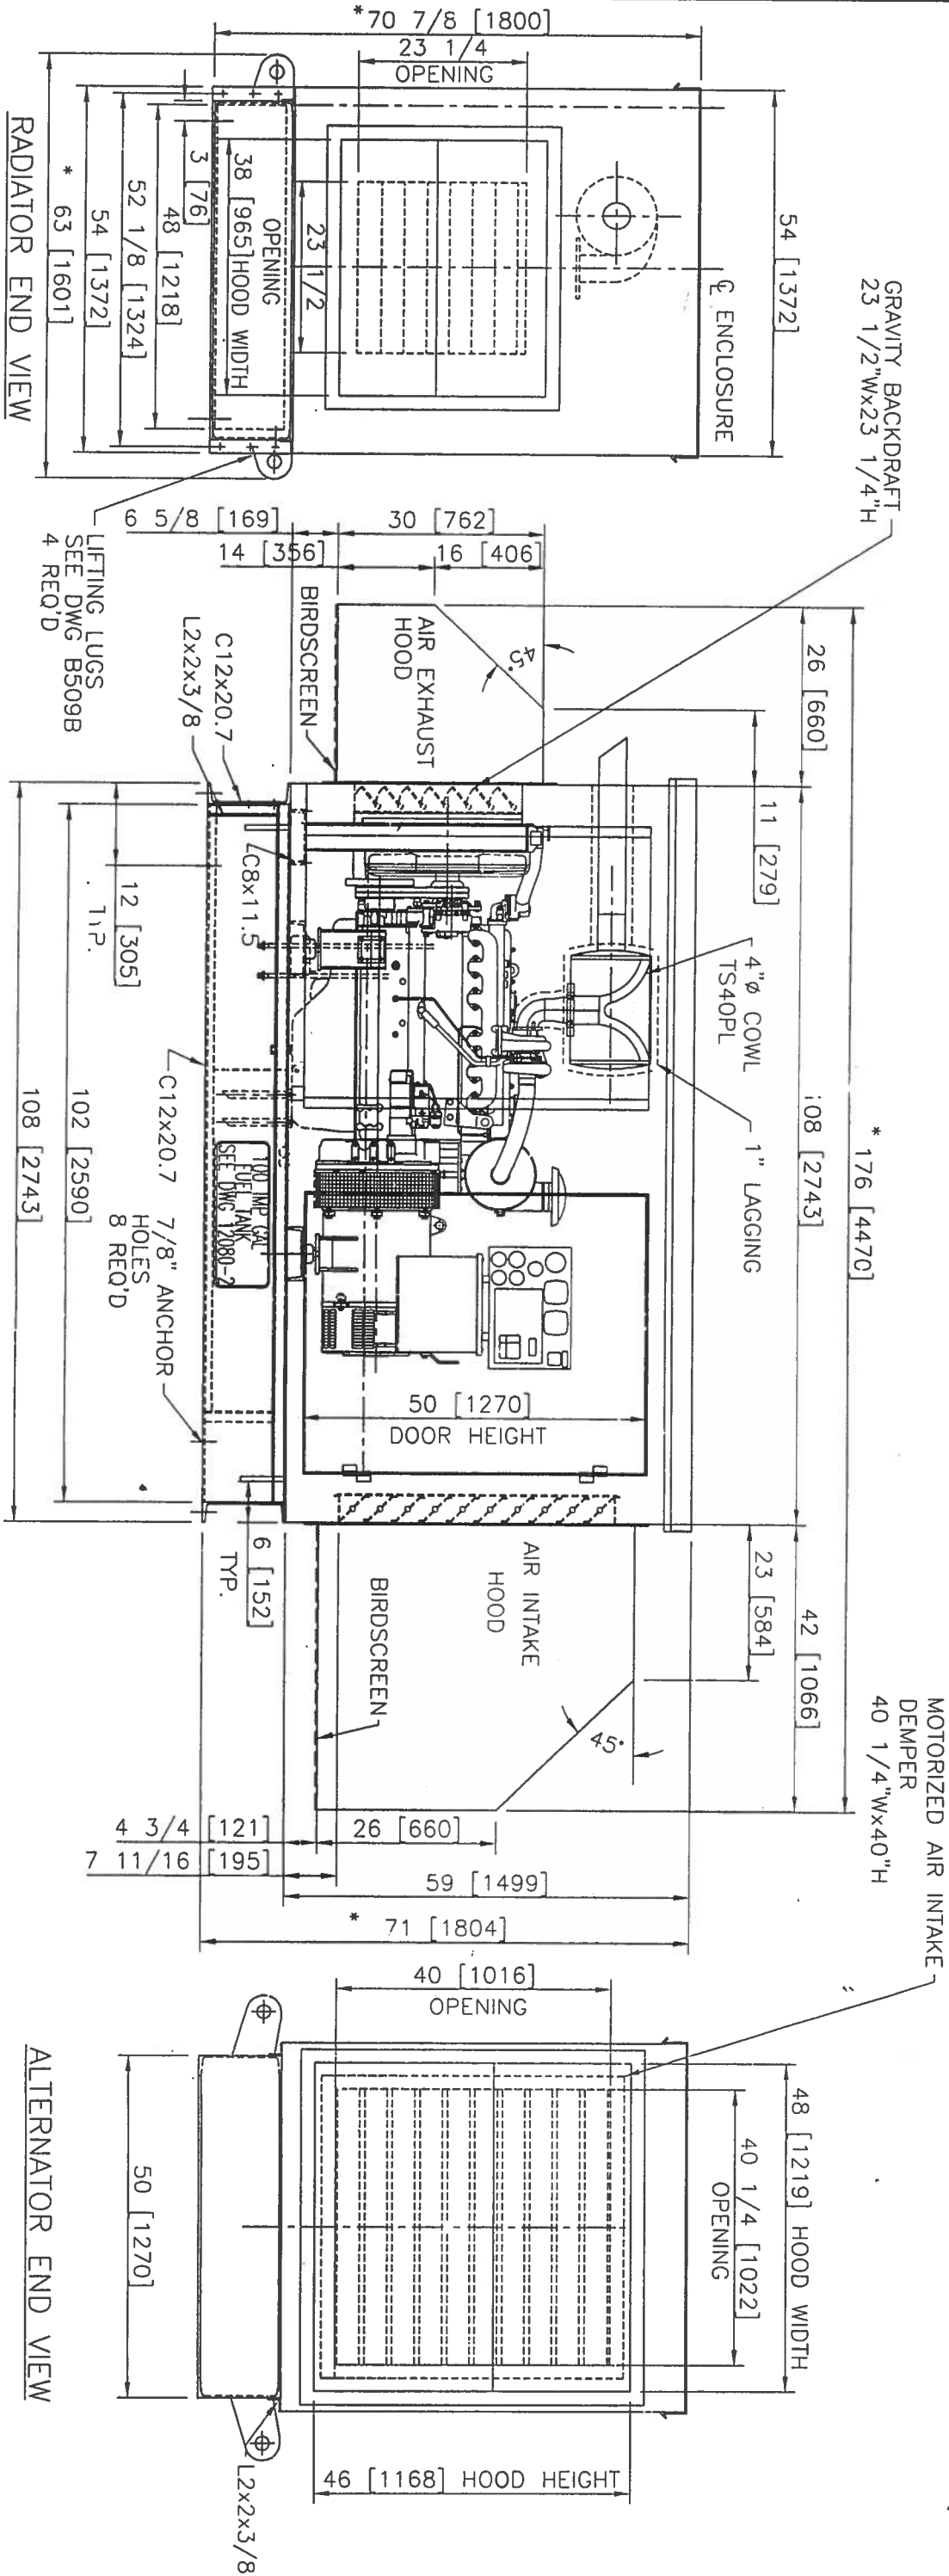 *70 7/8 [1800]
23 1/4
OPENING
54 [1372]
℄ ENCLOSURE
23 1/2
OPENING
38 [965] HOOD WIDTH
3 [76]
48 [1218]
52 1/8 [1324]
54 [1372]
* 63 [1601]
RADIATOR END VIEW
GRAVITY BACKDRAFT
23 1/2"Wx23 1/4"H
6 5/8 [169]
30 [762]
14 [356]
16 [406]
LIFTING LUGS
SEE DWG B509B
4 REQ'D
BIRDSCREEN
AIR EXHAUST
HOOD
45°
* 176 [4470]
26 [660]
108 [2743]
42 [1066]
11 [279]
23 [584]
4"ø COWL
TS40PL
1" LAGGING
C12x20.7
L2x2x3/8
C8x11.5
100 IMP GAL
FUEL TANK
SEE DWG 12080-2
50 [1270]
DOOR HEIGHT
AIR INTAKE
HOOD
45°
BIRDSCREEN
12 [305]
TYP.
C12x20.7
7/8" ANCHOR
HOLES
8 REQ'D
6 [152]
TYP.
102 [2590]
108 [2743]
4 3/4 [121]
26 [660]
7 11/16 [195]
59 [1499]
* 71 [1804]
MOTORIZED AIR INTAKE
DEMPER
40 1/4"Wx40"H
40 [1016]
OPENING
48 [1219] HOOD WIDTH
40 1/4 [1022]
OPENING
46 [1168] HOOD HEIGHT
L2x2x3/8
50 [1270]
ALTERNATOR END VIEW